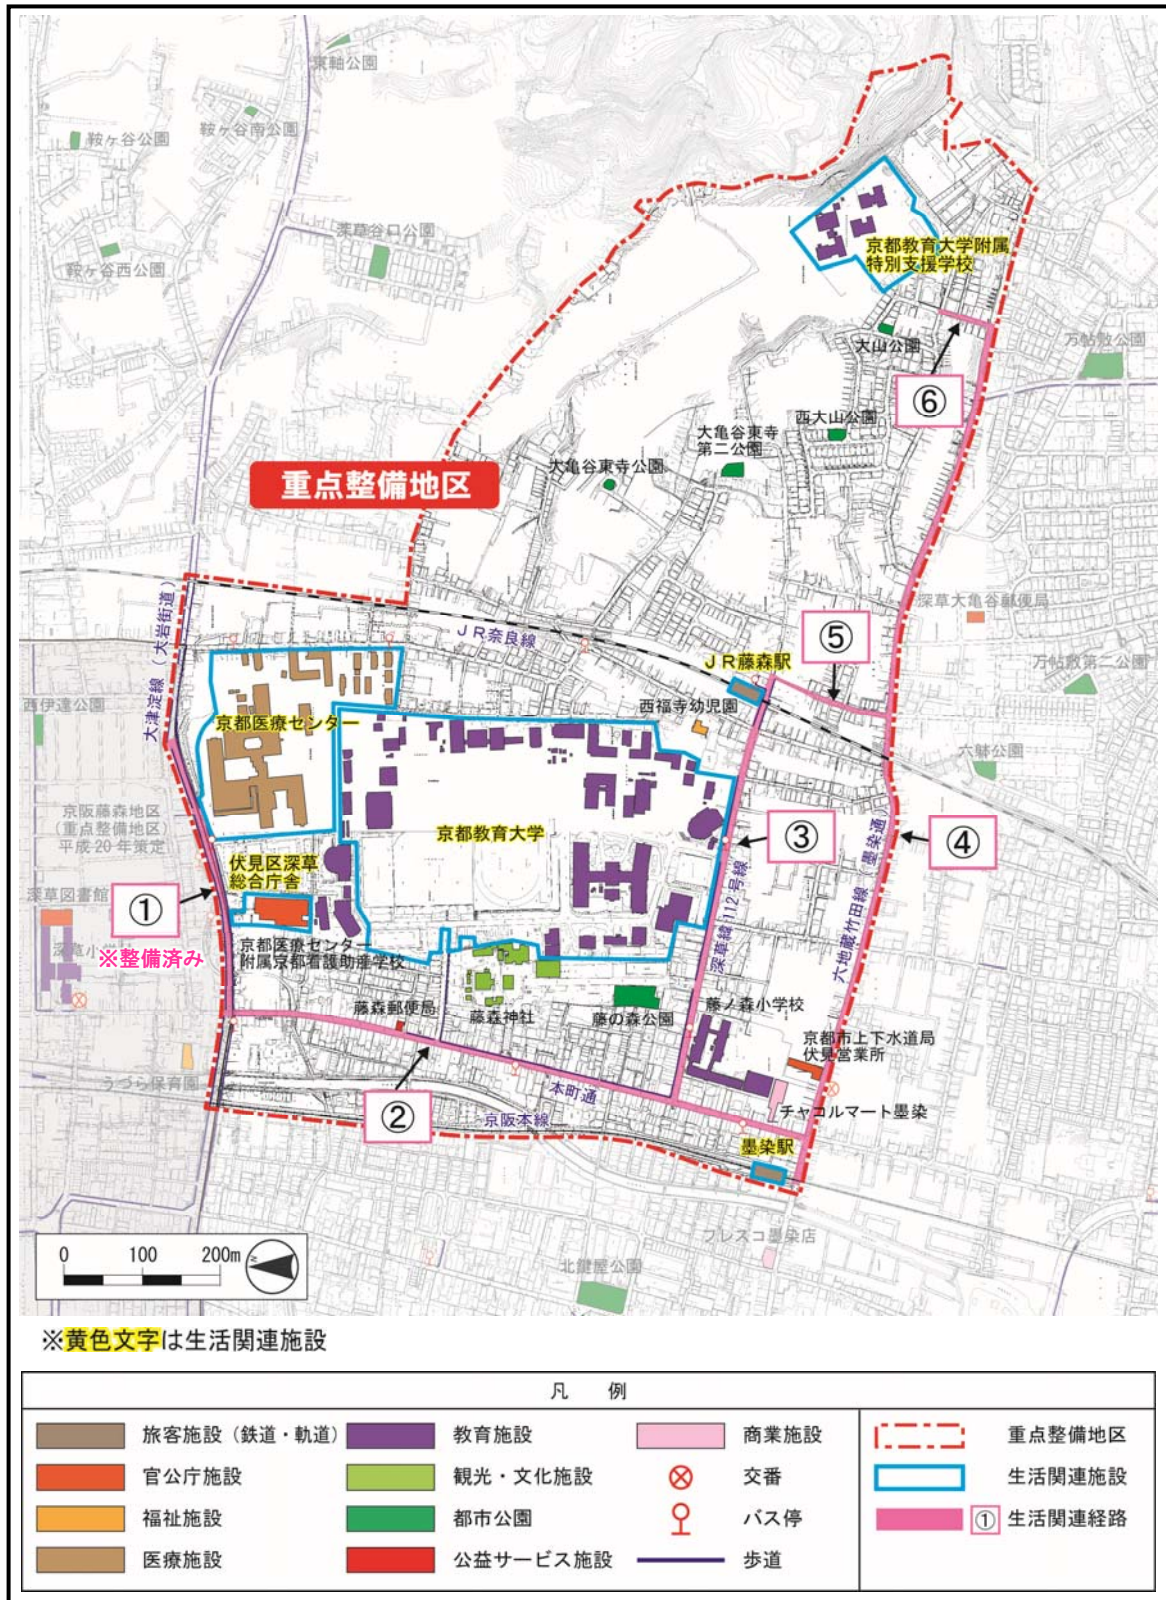 東軸公園
鞍ヶ谷公園
鞍ヶ谷南公園
深草谷口公園
鞍ヶ谷西公園
京都教育大学附属
特別支援学校
大山公園
万帖敷公園
⑥
西大山公園
大亀谷東寺
第二公園
大亀谷東寺公園
重点整備地区
大津淀線（大岩街道）
JR奈良線
深草大亀谷郵便局
⑤
JR藤森駅
万帖敷第二公園
西福寺幼児園
西伊達公園
京都医療センター
六躰公園
京阪藤森地区
（重点整備地区）
平成20年策定
京都教育大学
③
④
伏見区深草
総合庁舎
深草図書館
①
深草小学校
※整備済み
京都医療センター
附属京都看護助産学校
深草緯112号線
六地蔵竹田線（墨染通）
藤森郵便局
藤森神社
藤の森公園
藤ノ森小学校
京都市上下水道局
伏見営業所
うづら保育園
②
本町通
チャコルマート墨染
京阪本線
墨染駅
フレスコ墨染店
北鍵屋公園
0 100 200m
N
※黄色文字は生活関連施設
凡 例
旅客施設（鉄道・軌道）
教育施設
商業施設
重点整備地区
官公庁施設
観光・文化施設
交番
生活関連施設
福祉施設
都市公園
バス停
① 生活関連経路
医療施設
公益サービス施設
歩道